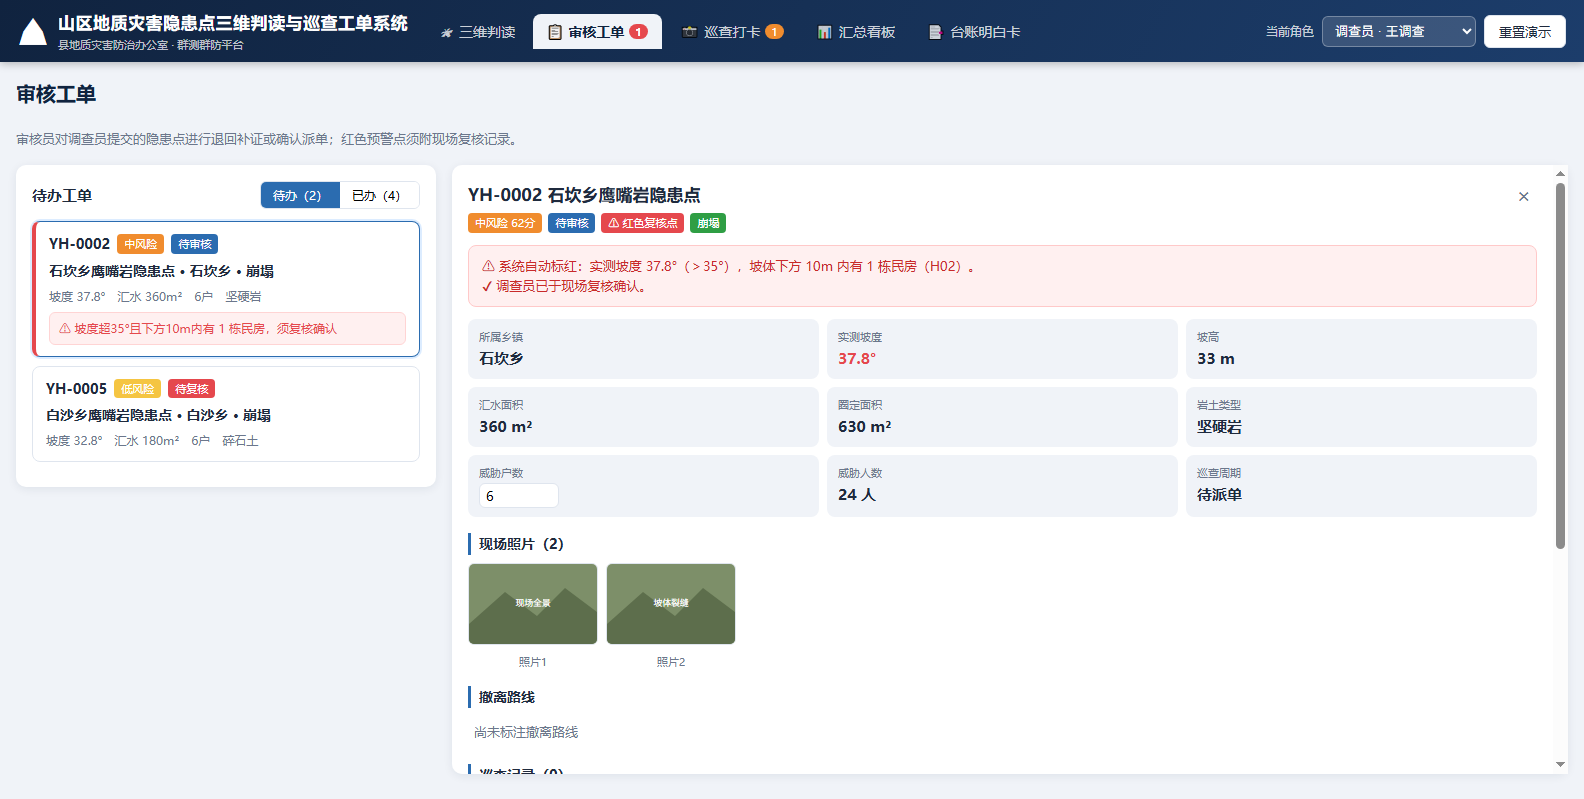 山区地质灾害隐患点三维判读与巡查工单系统
县地质灾害防治办公室 · 群测群防平台
三维判读
审核工单 1
巡查打卡 1
汇总看板
台账明白卡
当前角色
调查员 · 王调查
重置演示
审核工单
审核员对调查员提交的隐患点进行退回补证或确认派单；红色预警点须附现场复核记录。
待办工单
待办（2）
已办（4）
YH-0002 中风险 待审核
石坎乡鹰嘴岩隐患点 • 石坎乡 • 崩塌
坡度 37.8° 汇水 360m² 6户 坚硬岩
⚠ 坡度超35°且下方10m内有 1 栋民房，须复核确认
YH-0005 低风险 待复核
白沙乡鹰嘴岩隐患点 • 白沙乡 • 崩塌
坡度 32.8° 汇水 180m² 6户 碎石土
YH-0002 石坎乡鹰嘴岩隐患点
×
中风险 62分 待审核 ⚠ 红色复核点 崩塌
⚠ 系统自动标红：实测坡度 37.8°（＞35°），坡体下方 10m 内有 1 栋民房（H02）。
✓ 调查员已于现场复核确认。
所属乡镇
石坎乡
实测坡度
37.8°
坡高
33 m
汇水面积
360 m²
圈定面积
630 m²
岩土类型
坚硬岩
威胁户数
6
威胁人数
24 人
巡查周期
待派单
现场照片（2）
现场全景
坡体裂缝
照片1
照片2
撤离路线
尚未标注撤离路线
巡查记录（0）